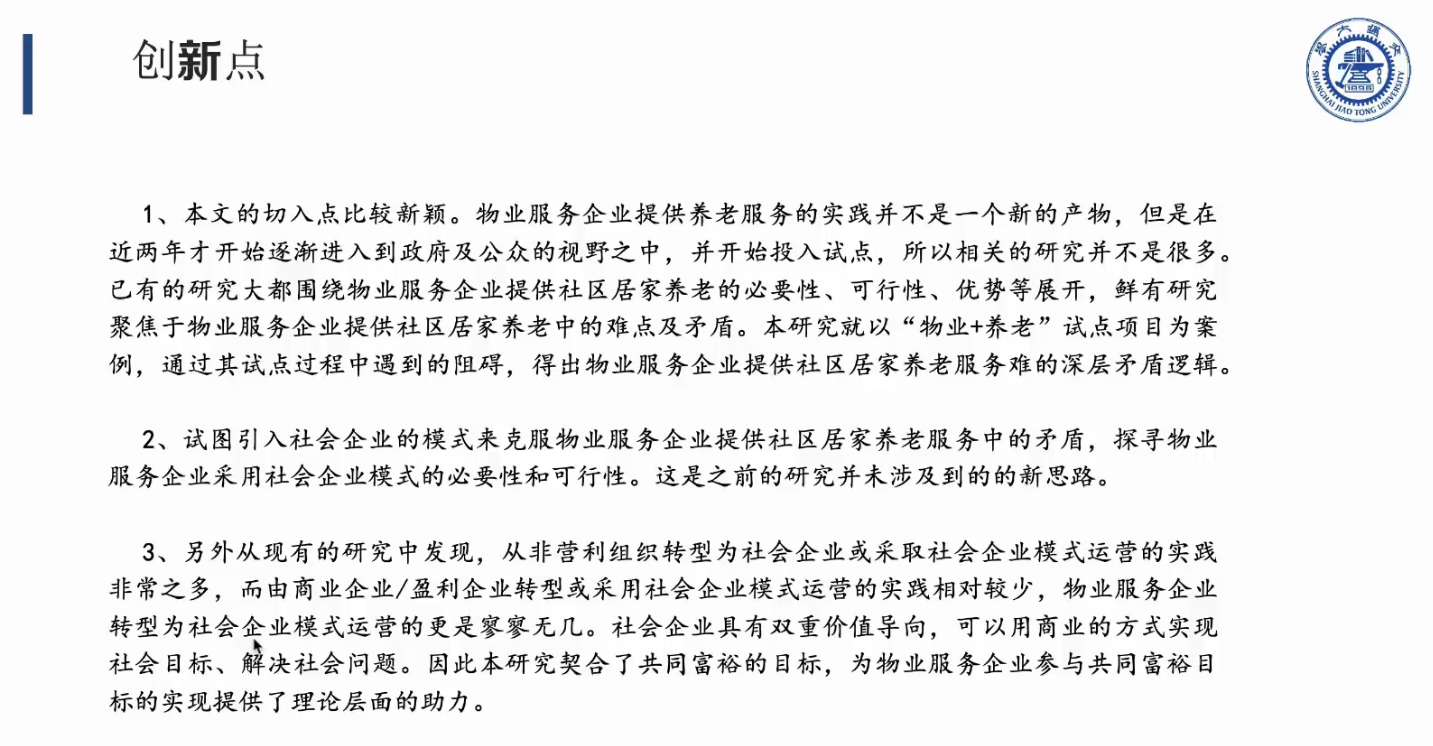 创新点
SHANGHAI JIAO TONG UNIVERSITY
1896
1、本文的切入点比较新颖。物业服务企业提供养老服务的实践并不是一个新的产物，但是在
近两年才开始逐渐进入到政府及公众的视野之中，并开始投入试点，所以相关的研究并不是很多。
已有的研究大都围绕物业服务企业提供社区居家养老的必要性、可行性、优势等展开，鲜有研究
聚焦于物业服务企业提供社区居家养老中的难点及矛盾。本研究就以“物业+养老”试点项目为案
例，通过其试点过程中遇到的阻碍，得出物业服务企业提供社区居家养老服务难的深层矛盾逻辑。
2、试图引入社会企业的模式来克服物业服务企业提供社区居家养老服务中的矛盾，探寻物业
服务企业采用社会企业模式的必要性和可行性。这是之前的研究并未涉及到的的新思路。
3、另外从现有的研究中发现，从非营利组织转型为社会企业或采取社会企业模式运营的实践
非常之多，而由商业企业/盈利企业转型或采用社会企业模式运营的实践相对较少，物业服务企业
转型为社会企业模式运营的更是寥寥无几。社会企业具有双重价值导向，可以用商业的方式实现
社会目标、解决社会问题。因此本研究契合了共同富裕的目标，为物业服务企业参与共同富裕目
标的实现提供了理论层面的助力。